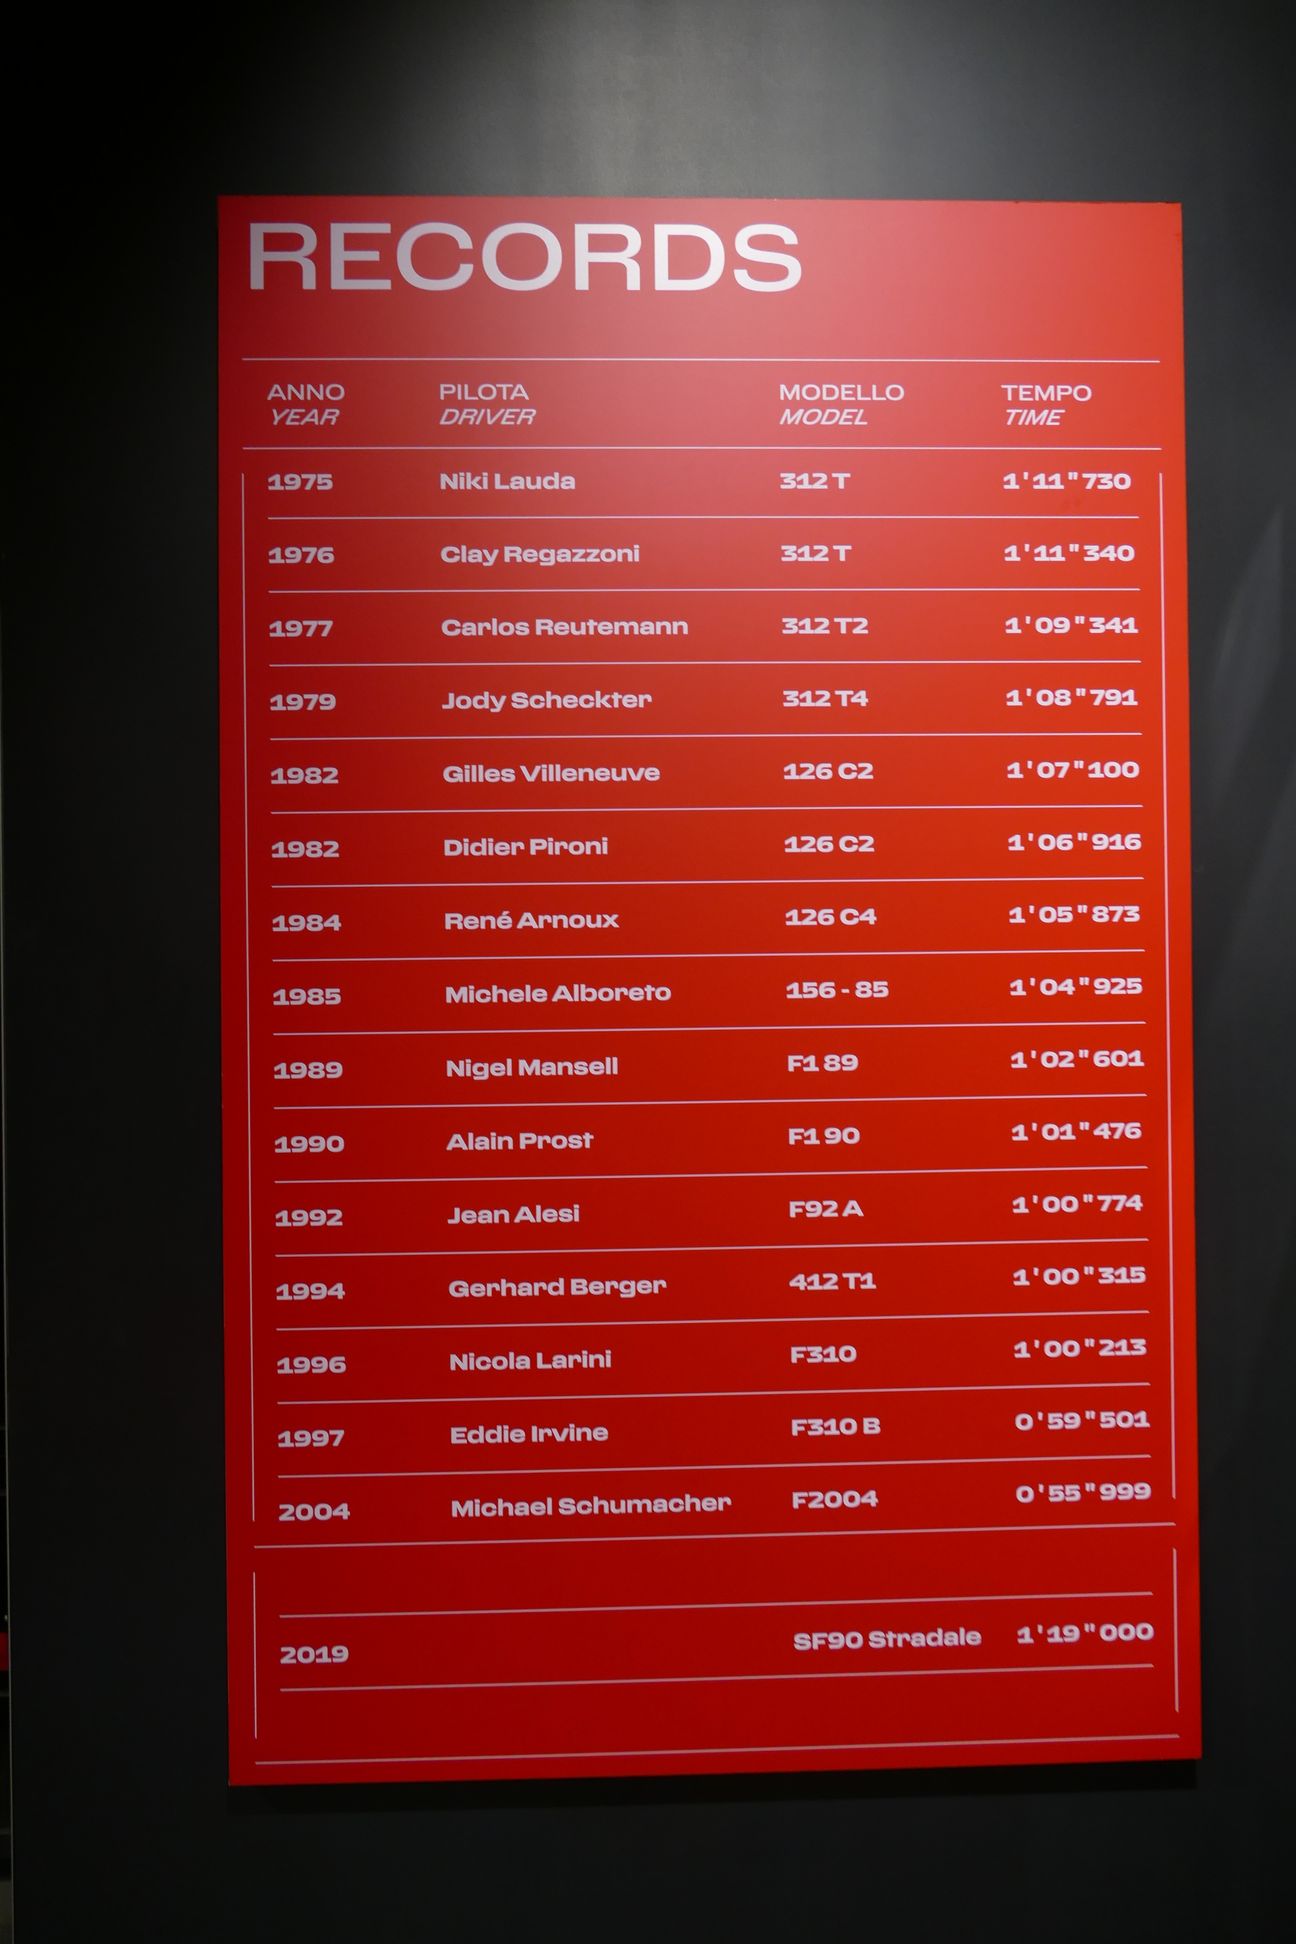 RECORDS
ANNO PILOTA MODELLO TEMPO
YEAR DRIVER MODEL TIME
1975 Niki Lauda 312 T 1'11"730
1976 Clay Regazzoni 312 T 1'11"340
1977 Carlos Reutemann 312 T2 1'09"341
1979 Jody Scheckter 312 T4 1'08"791
1982 Gilles Villeneuve 126 C2 1'07"100
1982 Didier Pironi 126 C2 1'06"916
1984 René Arnoux 126 C4 1'05"873
1985 Michele Alboreto 156 - 85 1'04"925
1989 Nigel Mansell F1 89 1'02"601
1990 Alain Prost F1 90 1'01"476
1992 Jean Alesi F92 A 1'00"774
1994 Gerhard Berger 412 T1 1'00"315
1996 Nicola Larini F310 1'00"213
1997 Eddie Irvine F310 B 0'59"501
2004 Michael Schumacher F2004 0'55"999
2019 SF90 Stradale 1'19"000